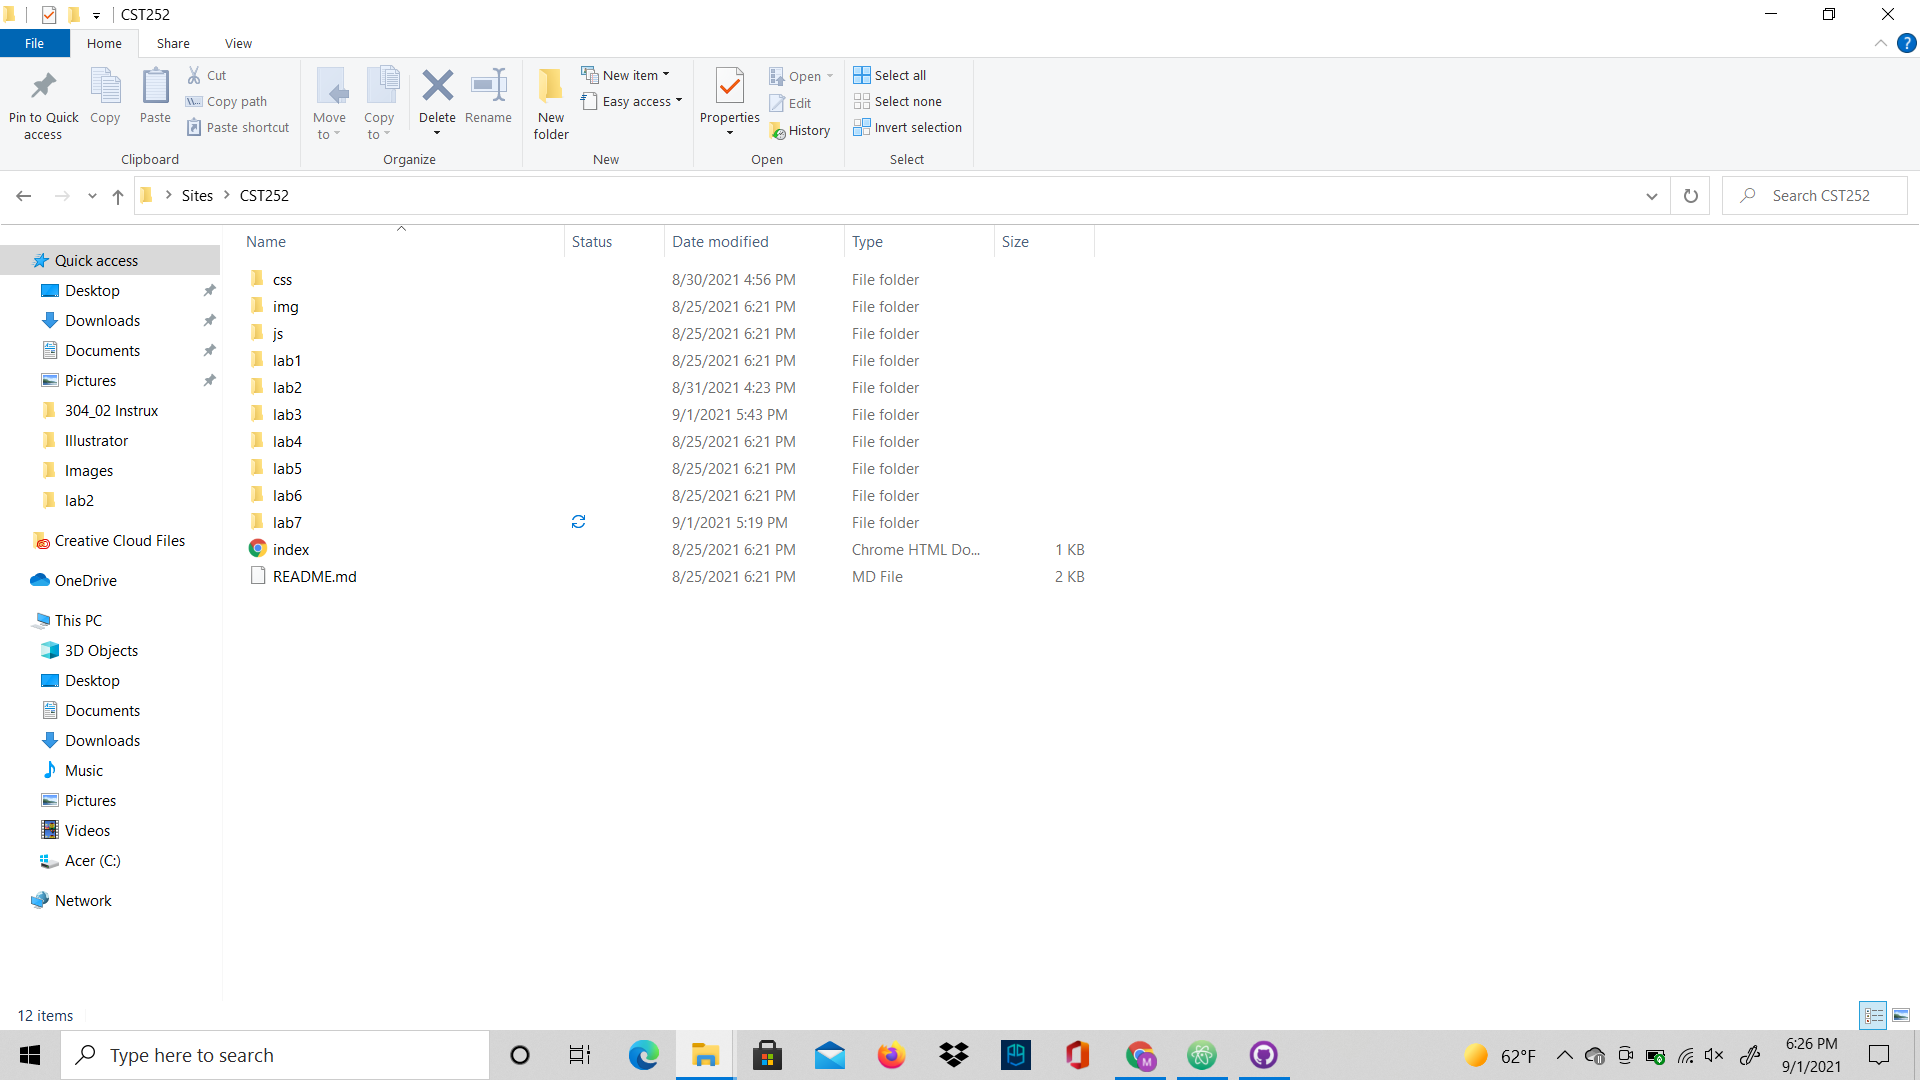 CST252
File Home Share View
Pin to Quick access
Copy
Paste
Cut
Copy path
Paste shortcut
Clipboard
Move to
Copy to
Delete
Rename
Organize
New folder
New item
Easy access
New
Properties
Open
Edit
History
Open
Select all
Select none
Invert selection
Select
Sites CST252
Search CST252
Name Status Date modified Type Size
Quick access
Desktop
Downloads
Documents
Pictures
304_02 Instrux
Illustrator
Images
lab2
Creative Cloud Files
OneDrive
This PC
3D Objects
Desktop
Documents
Downloads
Music
Pictures
Videos
Acer (C:)
Network
css 8/30/2021 4:56 PM File folder
img 8/25/2021 6:21 PM File folder
js 8/25/2021 6:21 PM File folder
lab1 8/25/2021 6:21 PM File folder
lab2 8/31/2021 4:23 PM File folder
lab3 9/1/2021 5:43 PM File folder
lab4 8/25/2021 6:21 PM File folder
lab5 8/25/2021 6:21 PM File folder
lab6 8/25/2021 6:21 PM File folder
lab7 9/1/2021 5:19 PM File folder
index 8/25/2021 6:21 PM Chrome HTML Do... 1 KB
README.md 8/25/2021 6:21 PM MD File 2 KB
12 items
Type here to search
62°F
6:26 PM
9/1/2021